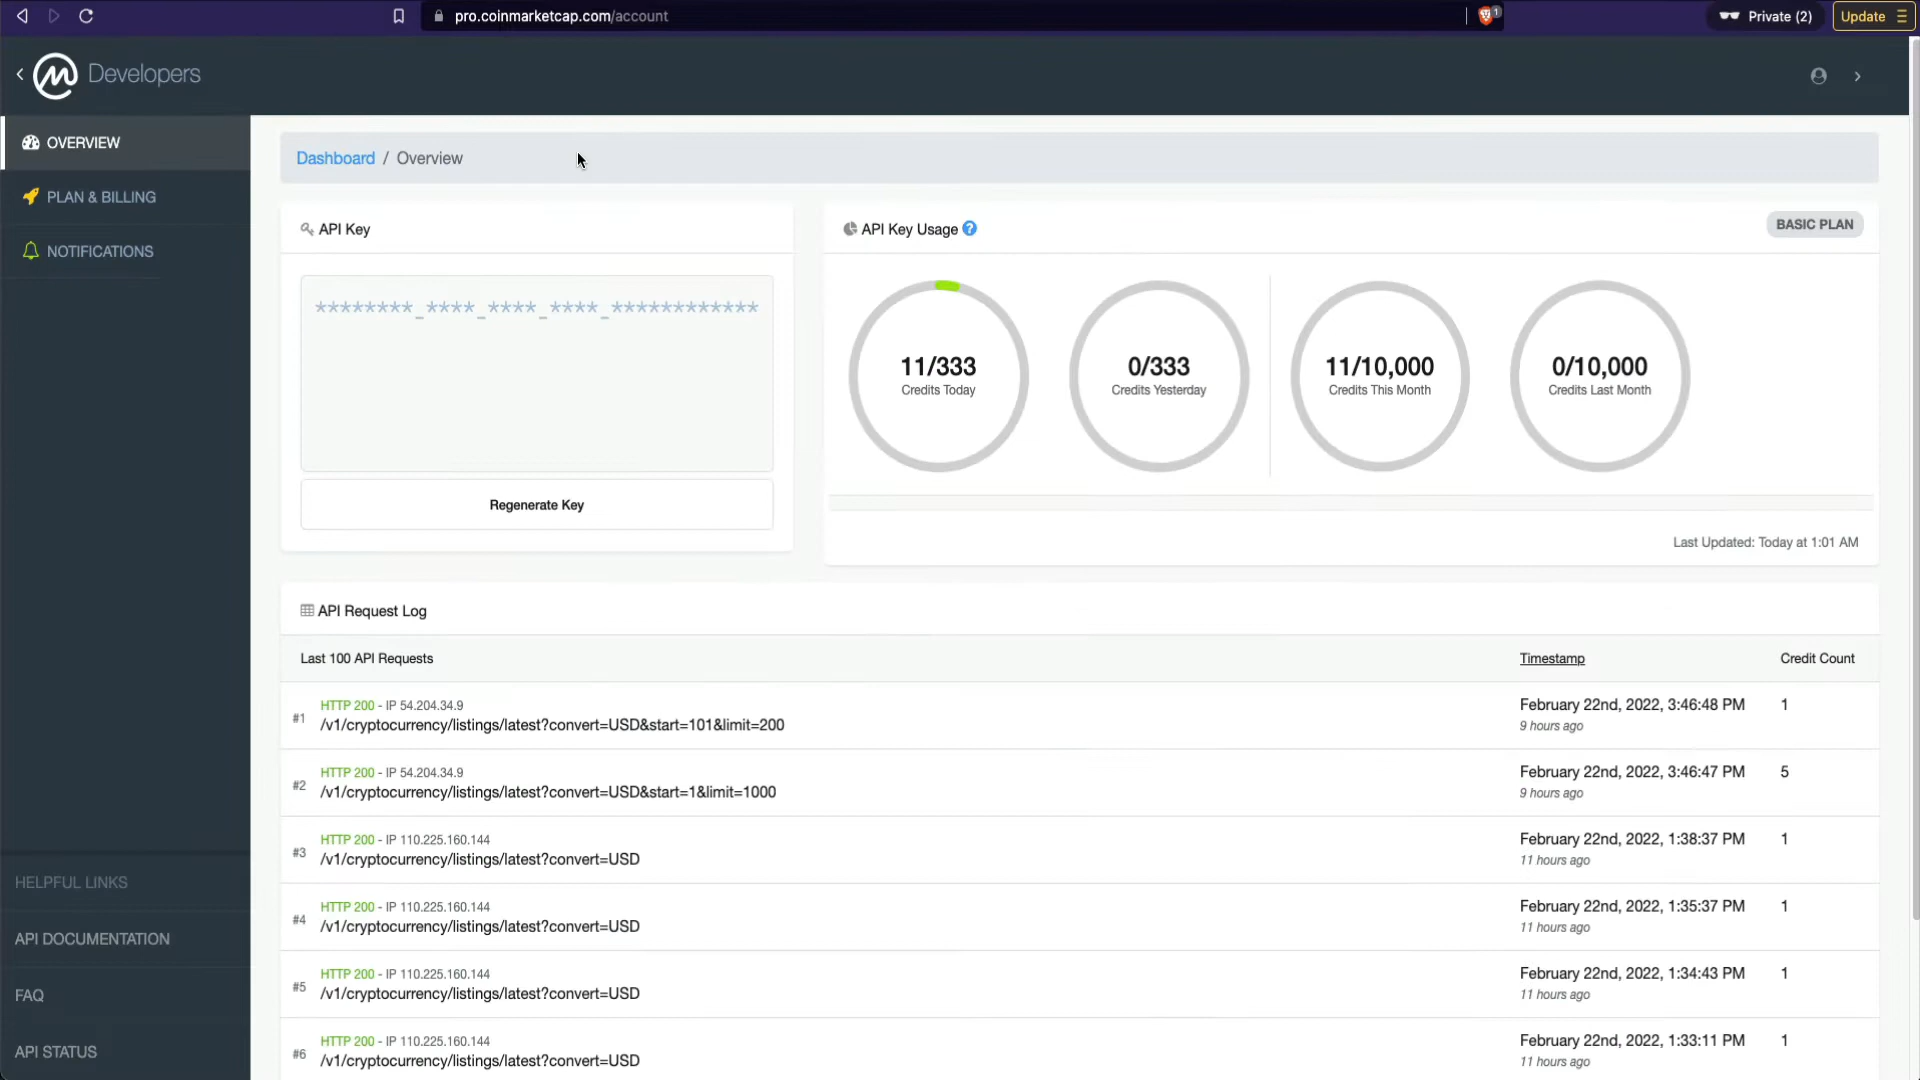 pro.coinmarketcap.com/account
1
Private (2)
Update
Developers
OVERVIEW
PLAN & BILLING
NOTIFICATIONS
HELPFUL LINKS
API DOCUMENTATION
FAQ
API STATUS
Dashboard / Overview
API Key
********_****_****_****_************
Regenerate Key
API Key Usage ?
BASIC PLAN
11/333
Credits Today
0/333
Credits Yesterday
11/10,000
Credits This Month
0/10,000
Credits Last Month
Last Updated: Today at 1:01 AM
API Request Log
Last 100 API Requests Timestamp Credit Count
#1 HTTP 200 - IP 54.204.34.9
/v1/cryptocurrency/listings/latest?convert=USD&start=101&limit=200
February 22nd, 2022, 3:46:48 PM 1
9 hours ago
#2 HTTP 200 - IP 54.204.34.9
/v1/cryptocurrency/listings/latest?convert=USD&start=1&limit=1000
February 22nd, 2022, 3:46:47 PM 5
9 hours ago
#3 HTTP 200 - IP 110.225.160.144
/v1/cryptocurrency/listings/latest?convert=USD
February 22nd, 2022, 1:38:37 PM 1
11 hours ago
#4 HTTP 200 - IP 110.225.160.144
/v1/cryptocurrency/listings/latest?convert=USD
February 22nd, 2022, 1:35:37 PM 1
11 hours ago
#5 HTTP 200 - IP 110.225.160.144
/v1/cryptocurrency/listings/latest?convert=USD
February 22nd, 2022, 1:34:43 PM 1
11 hours ago
#6 HTTP 200 - IP 110.225.160.144
/v1/cryptocurrency/listings/latest?convert=USD
February 22nd, 2022, 1:33:11 PM 1
11 hours ago